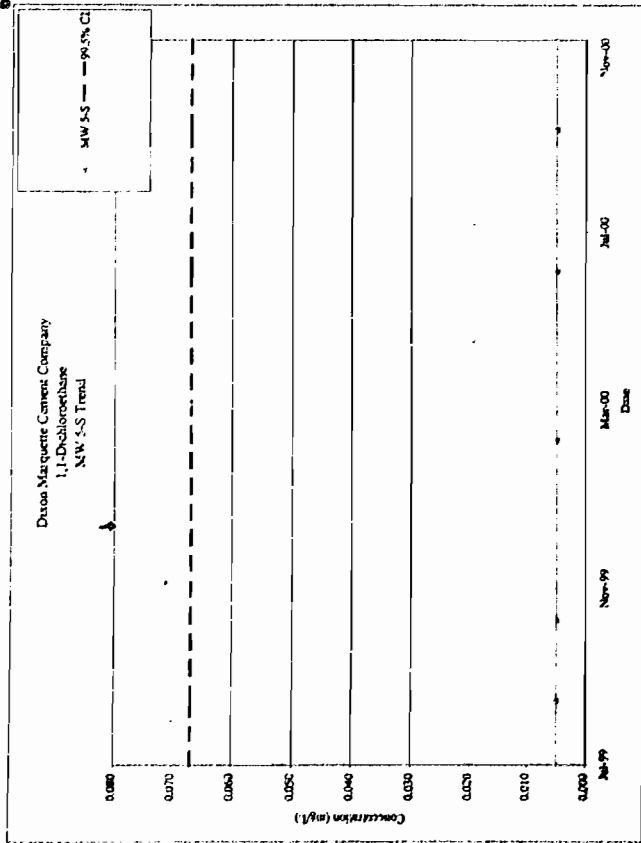 Dixon Marquette Cement Company
1,1-Dichloroethane
MW 5-S Trend
MW 5-S
99.5% CI
Concentration (mg/L)
0.080
0.070
0.060
0.050
0.040
0.030
0.010
0.000
Jul-99
Nov-99
Mar-00
Jul-00
Nov-00
Date